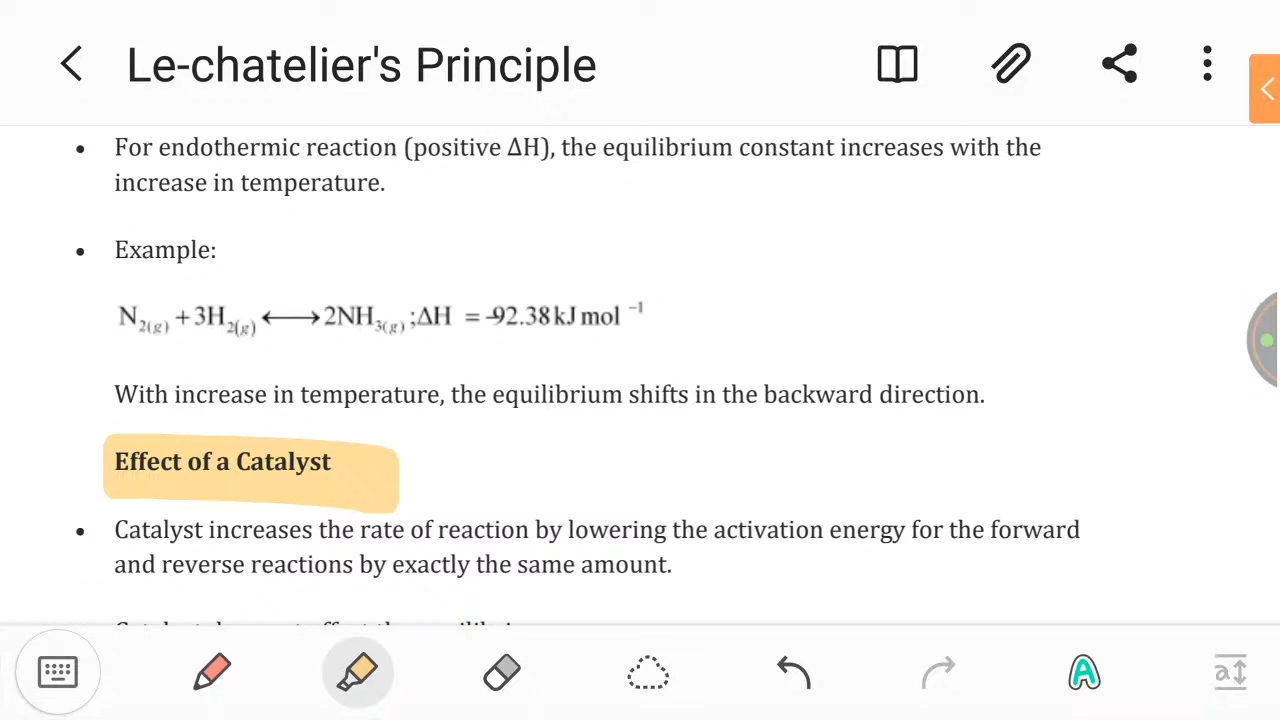 Le-chatelier's Principle
• For endothermic reaction (positive ΔH), the equilibrium constant increases with the
increase in temperature.
• Example:
N₂₍g₎ + 3H₂₍g₎ ⟷ 2NH₃₍g₎ ;ΔH = -92.38 kJ mol ⁻¹
With increase in temperature, the equilibrium shifts in the backward direction.
Effect of a Catalyst
• Catalyst increases the rate of reaction by lowering the activation energy for the forward
and reverse reactions by exactly the same amount.
A
a